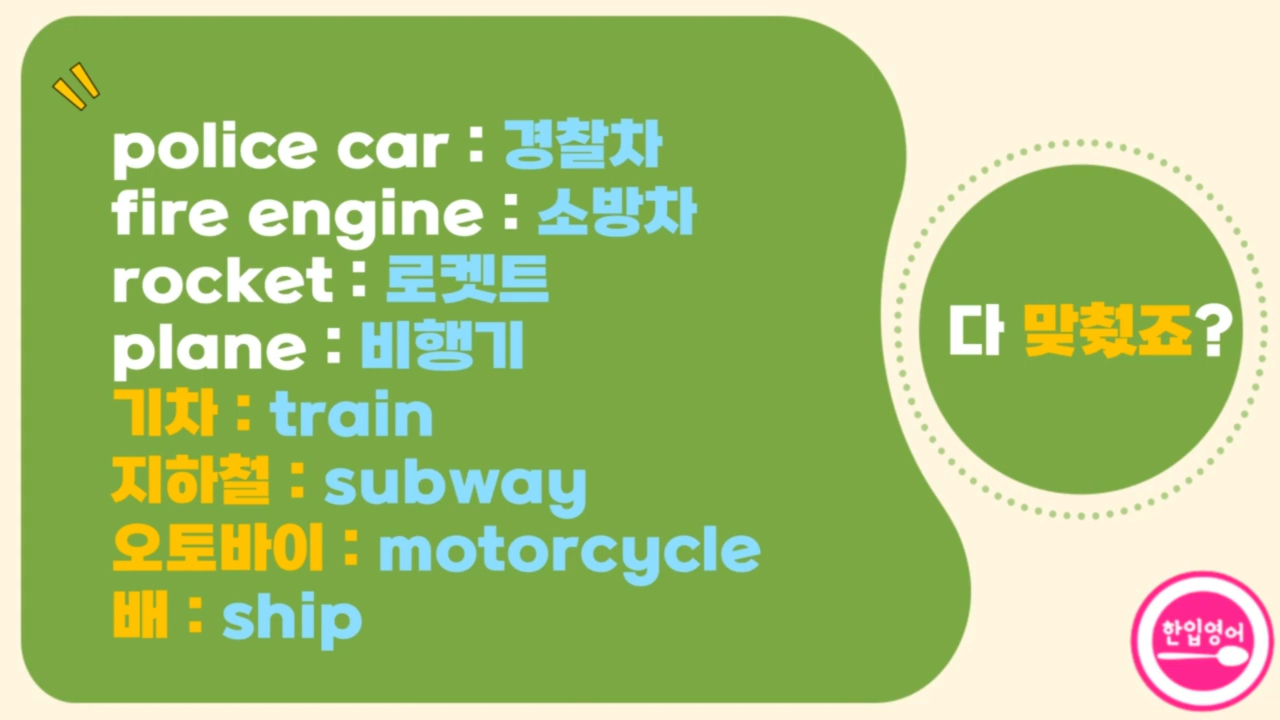 police car : 경찰차
fire engine : 소방차
rocket : 로켓트
plane : 비행기
기차 : train
지하철 : subway
오토바이 : motorcycle
배 : ship
다 맞췄죠?
한입영어